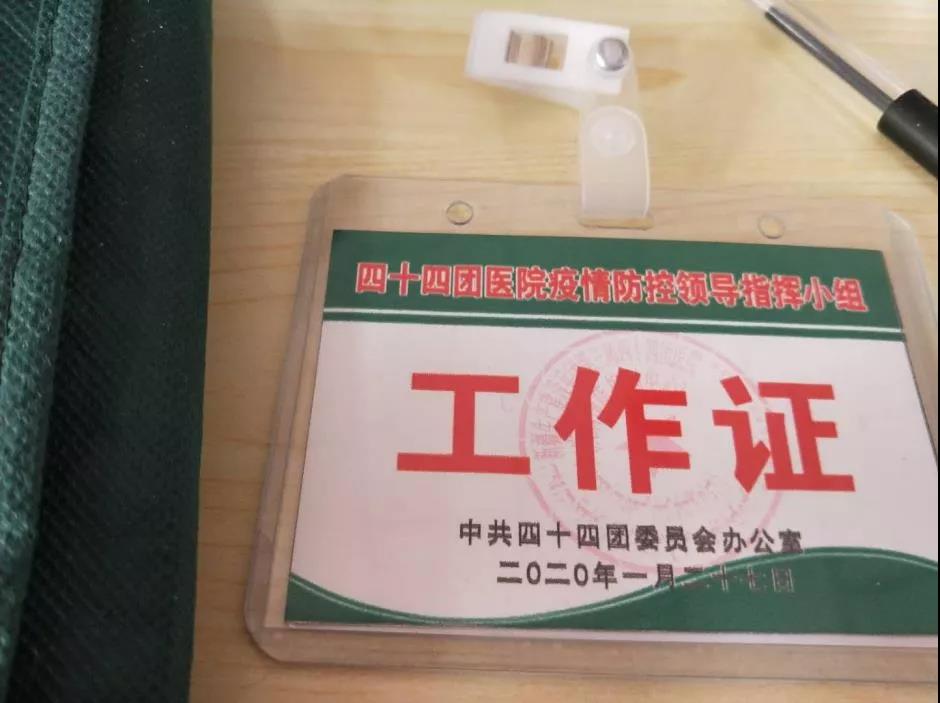 四十四团医院疫情防控领导指挥小组
工作证
中共四十四团委员会办公室
二〇二〇年一月二十七日